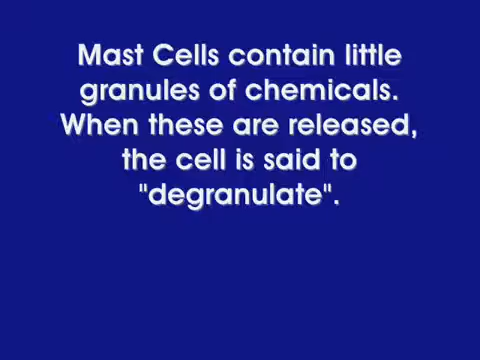 Mast Cells contain little
granules of chemicals.
When these are released,
the cell is said to
"degranulate".